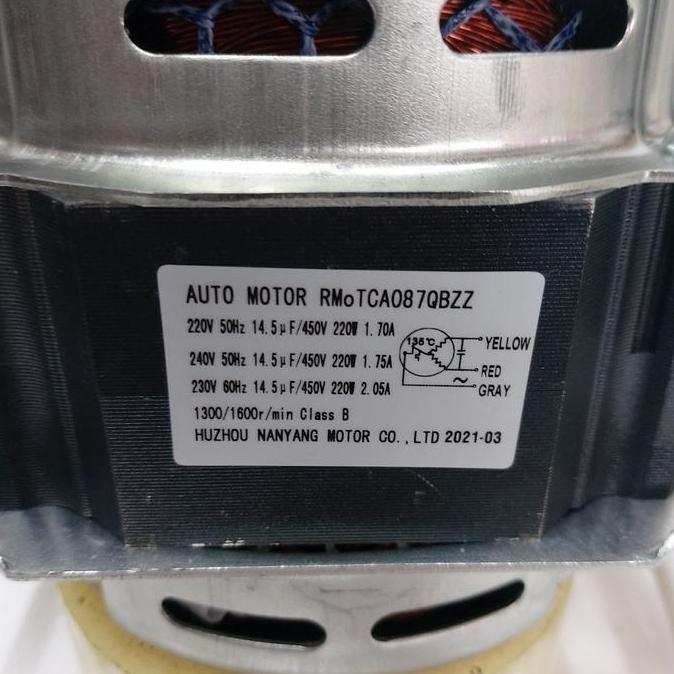 AUTO MOTOR RMoTCA087QBZZ
220V 50Hz 14.5μF/450V 220W 1.70A
240V 50Hz 14.5μF/450V 220W 1.75A
230V 60Hz 14.5μF/450V 220W 2.05A
135℃
YELLOW
RED
~
GRAY
1300/1600r/min Class B
HUZHOU NANYANG MOTOR CO.,LTD 2021-03